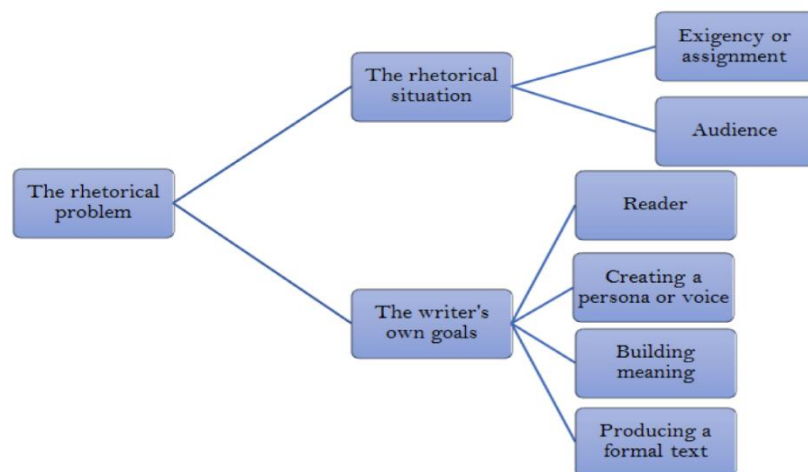 The rhetorical
problem
The rhetorical
situation
Exigency or
assignment
Audience
The writer's
own goals
Reader
Creating a
persona or voice
Building
meaning
Producing a
formal text